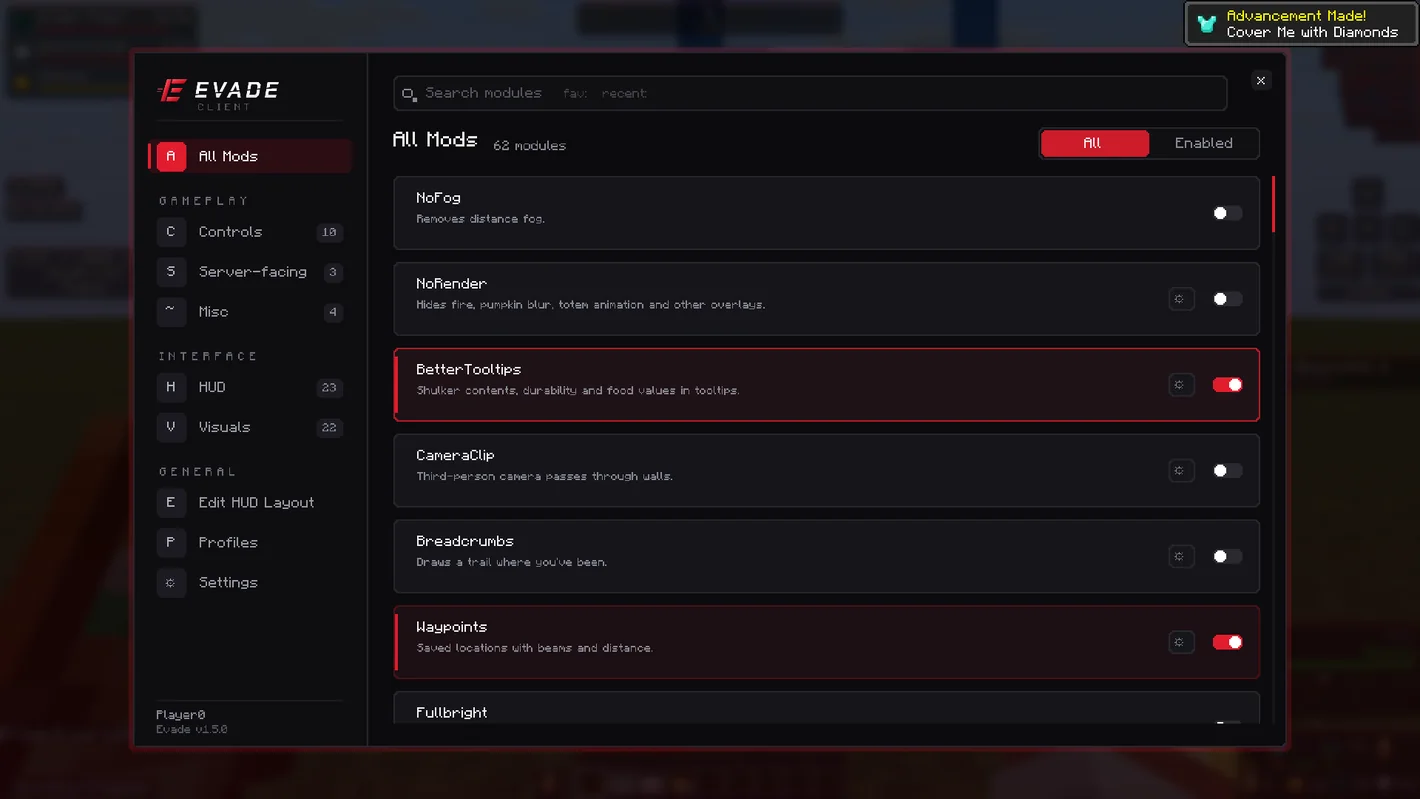 Advancement Made!
Cover Me with Diamonds
EVADE
CLIENT
A All Mods
GAMEPLAY
C Controls 10
S Server-facing 3
~ Misc 4
INTERFACE
H HUD 23
V Visuals 22
GENERAL
E Edit HUD Layout
P Profiles
Settings
Player0
Evade v1.5.0
Search modules fav: recent
x
All Mods 62 modules
All Enabled
NoFog
Removes distance fog.
NoRender
Hides fire, pumpkin blur, totem animation and other overlays.
BetterTooltips
Shulker contents, durability and food values in tooltips.
CameraClip
Third-person camera passes through walls.
Breadcrumbs
Draws a trail where you've been.
Waypoints
Saved locations with beams and distance.
Fullbright